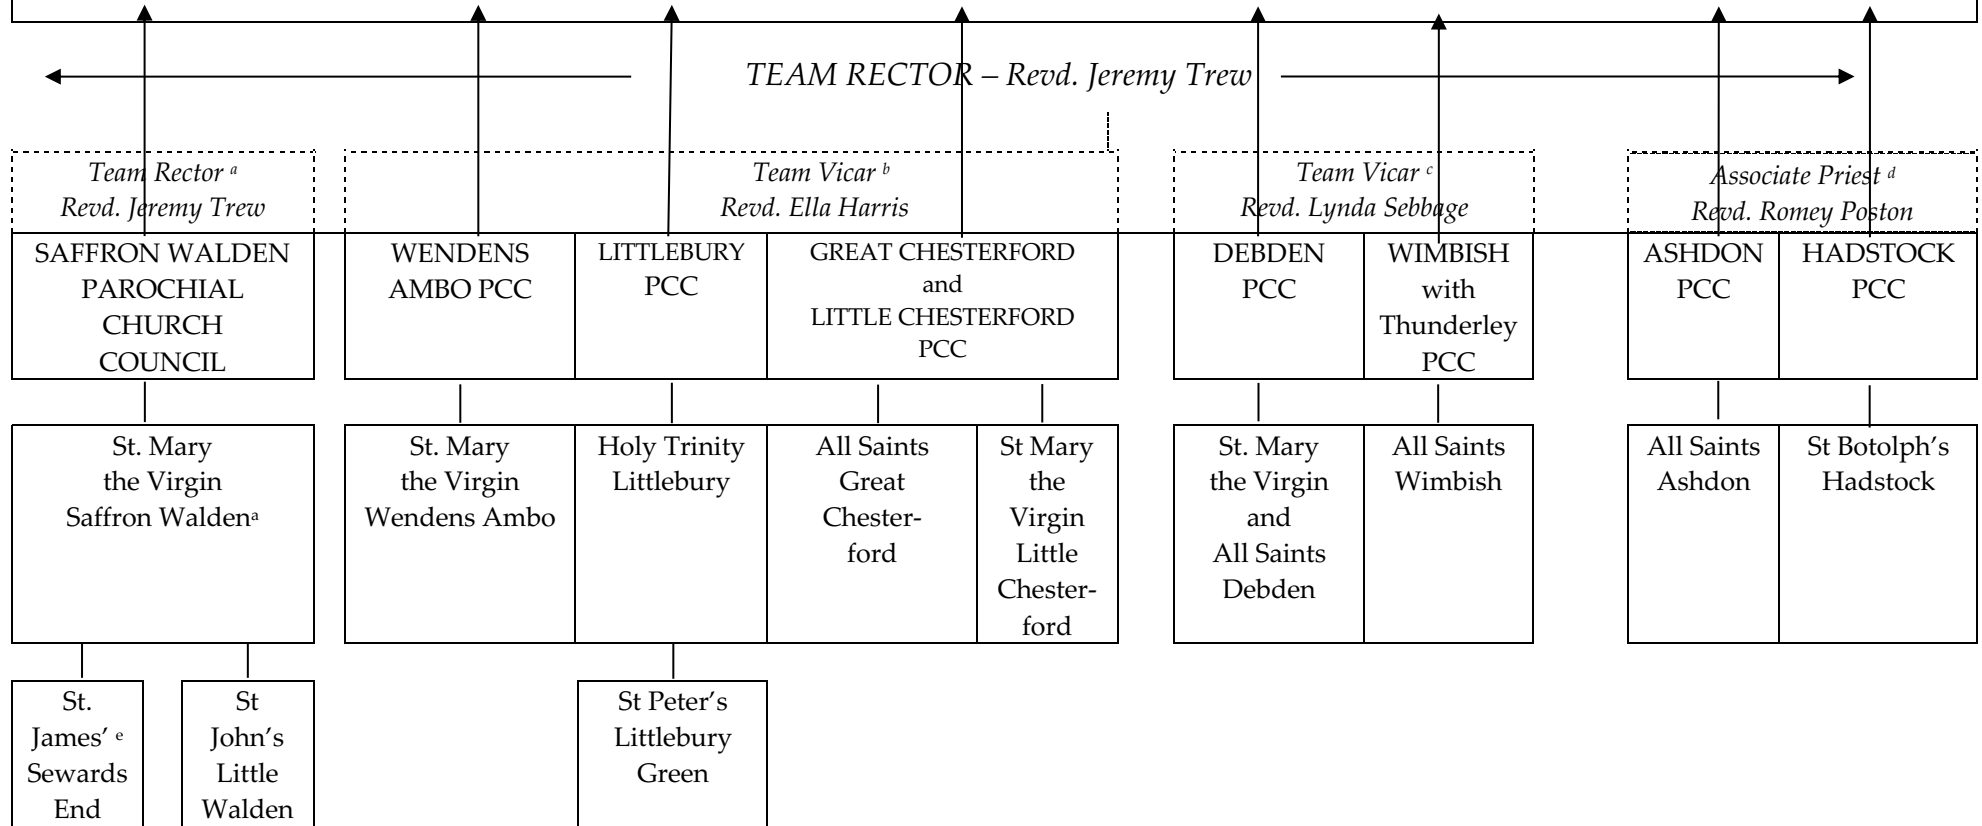 TEAM RECTOR – Revd. Jeremy Trew
Team Rector a
Revd. Jeremy Trew
Team Vicar b
Revd. Ella Harris
Team Vicar c
Revd. Lynda Sebbage
Associate Priest d
Revd. Romey Poston
SAFFRON WALDEN
PAROCHIAL
CHURCH
COUNCIL
WENDENS
AMBO PCC
LITTLEBURY
PCC
GREAT CHESTERFORD
and
LITTLE CHESTERFORD
PCC
DEBDEN
PCC
WIMBISH
with
Thunderley
PCC
ASHDON
PCC
HADSTOCK
PCC
St. Mary
the Virgin
Saffron Waldena
St. Mary
the Virgin
Wendens Ambo
Holy Trinity
Littlebury
All Saints
Great
Chester-
ford
St Mary
the
Virgin
Little
Chester-
ford
St. Mary
the Virgin
and
All Saints
Debden
All Saints
Wimbish
All Saints
Ashdon
St Botolph’s
Hadstock
St.
James’ e
Sewards
End
St
John’s
Little
Walden
St Peter’s
Littlebury
Green